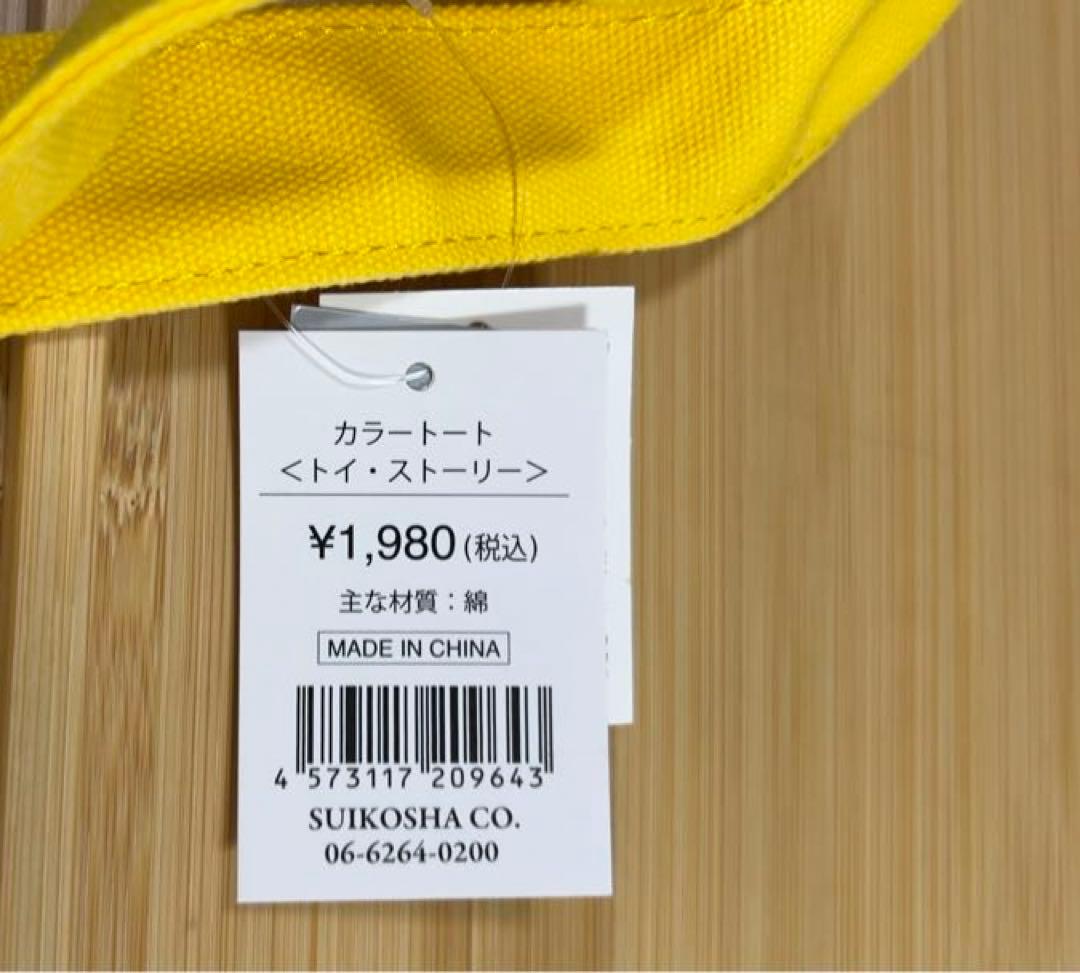 カラートート
＜トイ・ストーリー＞
¥1,980(税込)
主な材質：綿
MADE IN CHINA
4 573117 209643
SUIKOSHA CO.
06-6264-0200